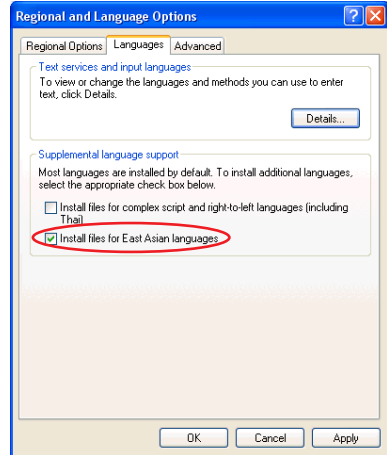 Regional and Language Options
Regional Options Languages Advanced
Text services and input languages
To view or change the languages and methods you can use to enter
text, click Details.
Details...
Supplemental language support
Most languages are installed by default. To install additional languages,
select the appropriate check box below.
Install files for complex script and right-to-left languages (including
Thai)
Install files for East Asian languages
OK Cancel Apply